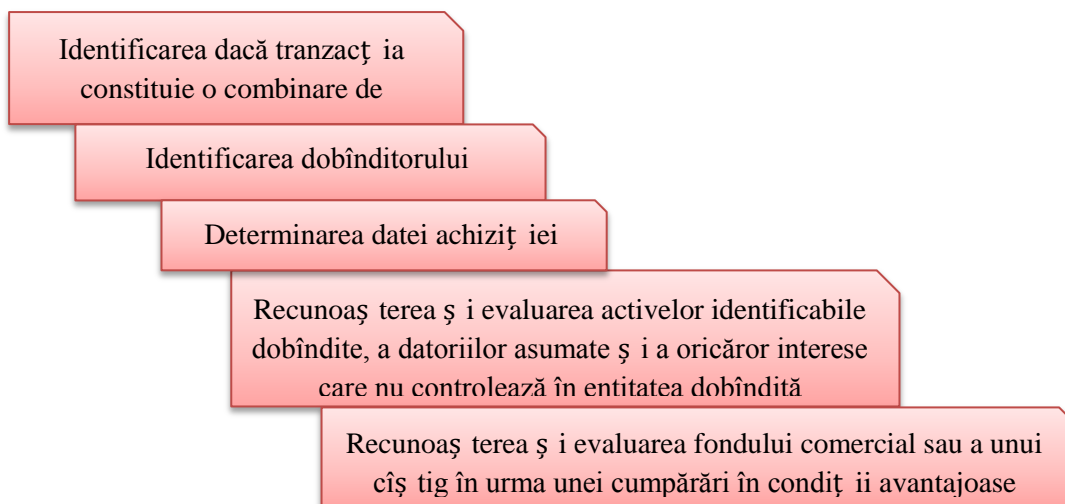 Identificarea dacă tranzacţ ia
constituie o combinare de
Identificarea dobînditorului
Determinarea datei achiziţ iei
Recunoaş terea ş i evaluarea activelor identificabile
dobîndite, a datoriilor asumate ş i a oricăror interese
care nu controlează în entitatea dobîndită
Recunoaş terea ş i evaluarea fondului comercial sau a unui
cîş tig în urma unei cumpărări în condiţ ii avantajoase